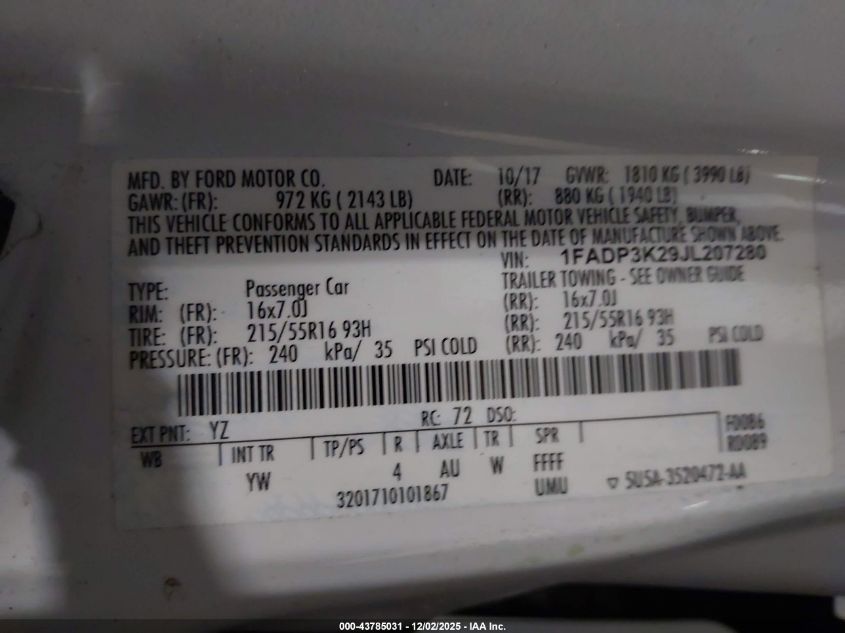 MFD. BY FORD MOTOR CO. DATE: 10/17 GVWR: 1810 KG ( 3990 LB)
GAWR: (FR): 972 KG ( 2143 LB) (RR): 880 KG ( 1940 LB)
THIS VEHICLE CONFORMS TO ALL APPLICABLE FEDERAL MOTOR VEHICLE SAFETY, BUMPER,
AND THEFT PREVENTION STANDARDS IN EFFECT ON THE DATE OF MANUFACTURE SHOWN ABOVE.
VIN: 1FADP3K29JL207280
TYPE: Passenger Car TRAILER TOWING - SEE OWNER GUIDE
RIM: (FR): 16x7.0J (RR): 16x7.0J
TIRE: (FR): 215/55R16 93H (RR): 215/55R16 93H
PRESSURE: (FR): 240 kPa/ 35 PSI COLD (RR): 240 kPa/ 35 PSI COLD
EXT PNT: YZ RC: 72 DSO: FD086
WB INT TR TP/PS R AXLE TR SPR RD089
YW 4 AU W FFFF
3201710101867 UMU ▽ 5U5A-3520472-AA
000-43785031 - 12/02/2025 - IAA Inc.